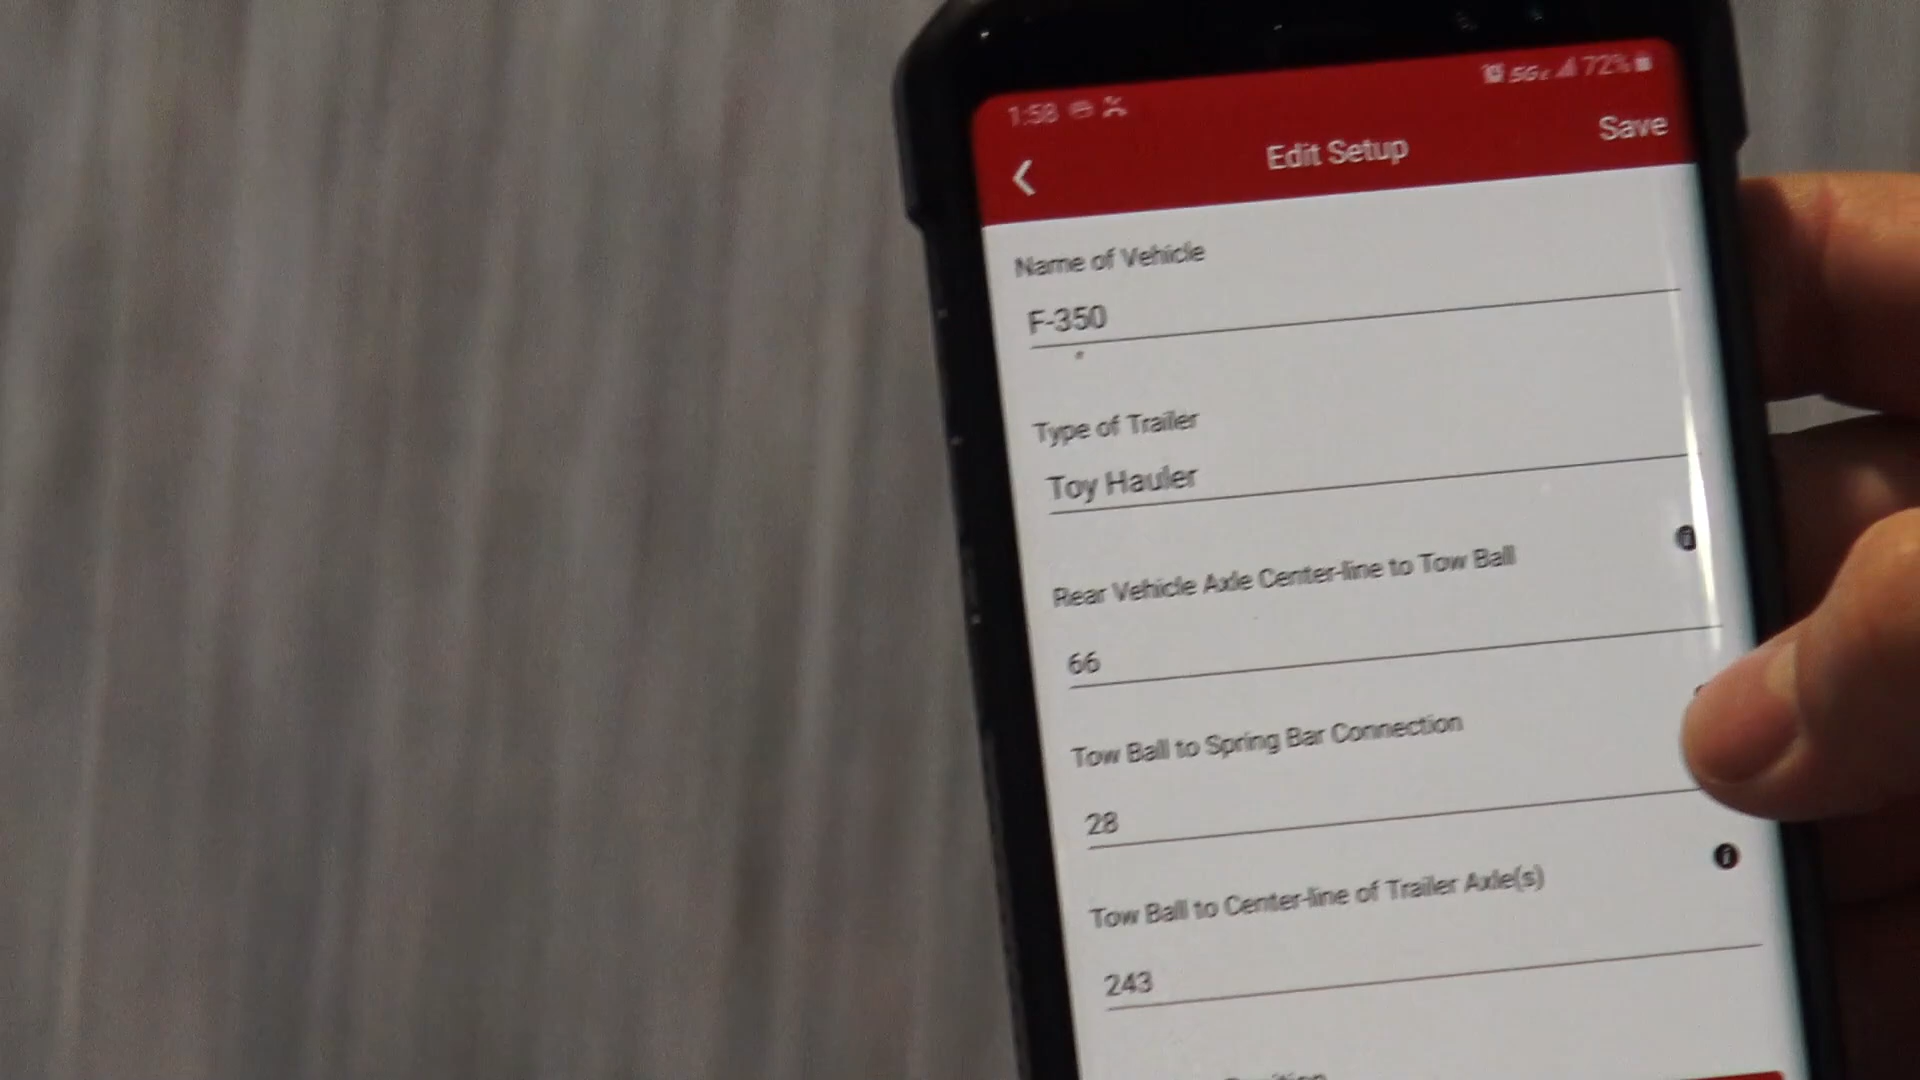 1:58 5G 72%
Edit Setup
Save
Name of Vehicle
F-350
Type of Trailer
Toy Hauler
Rear Vehicle Axle Center-line to Tow Ball
66
Tow Ball to Spring Bar Connection
28
Tow Ball to Center-line of Trailer Axle(s)
243